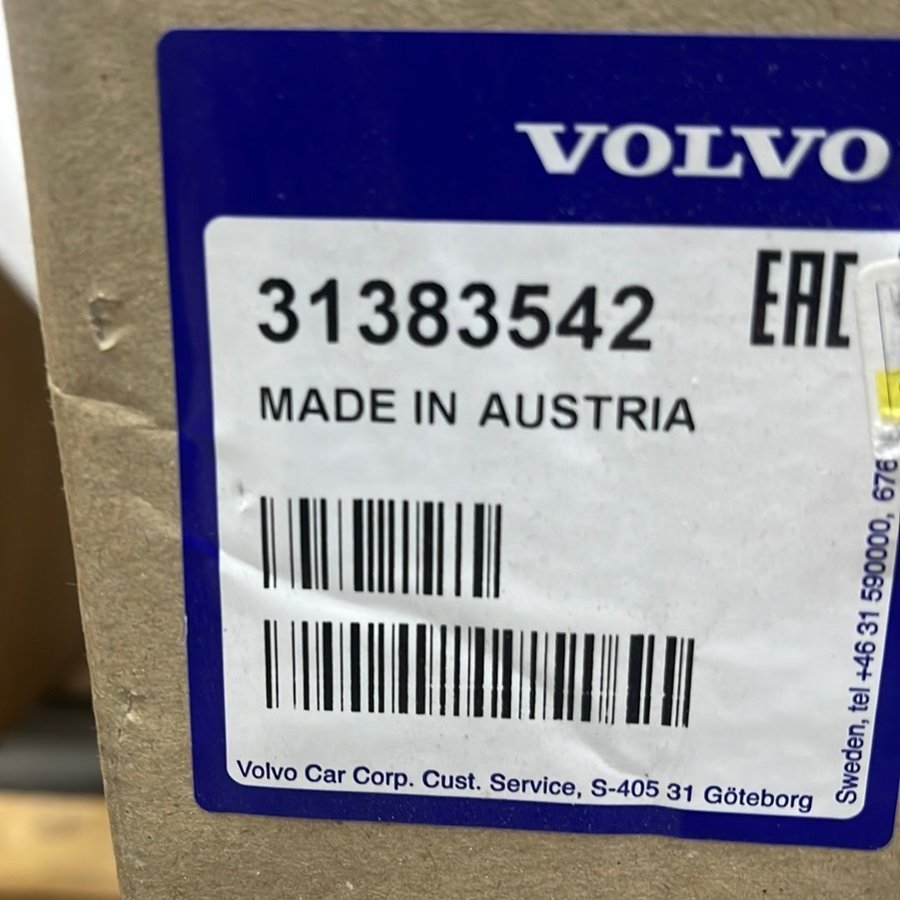 VOLVO
31383542
EAC
MADE IN AUSTRIA
Volvo Car Corp. Cust. Service, S-405 31 Göteborg
Sweden, tel +46 31 590000, 676